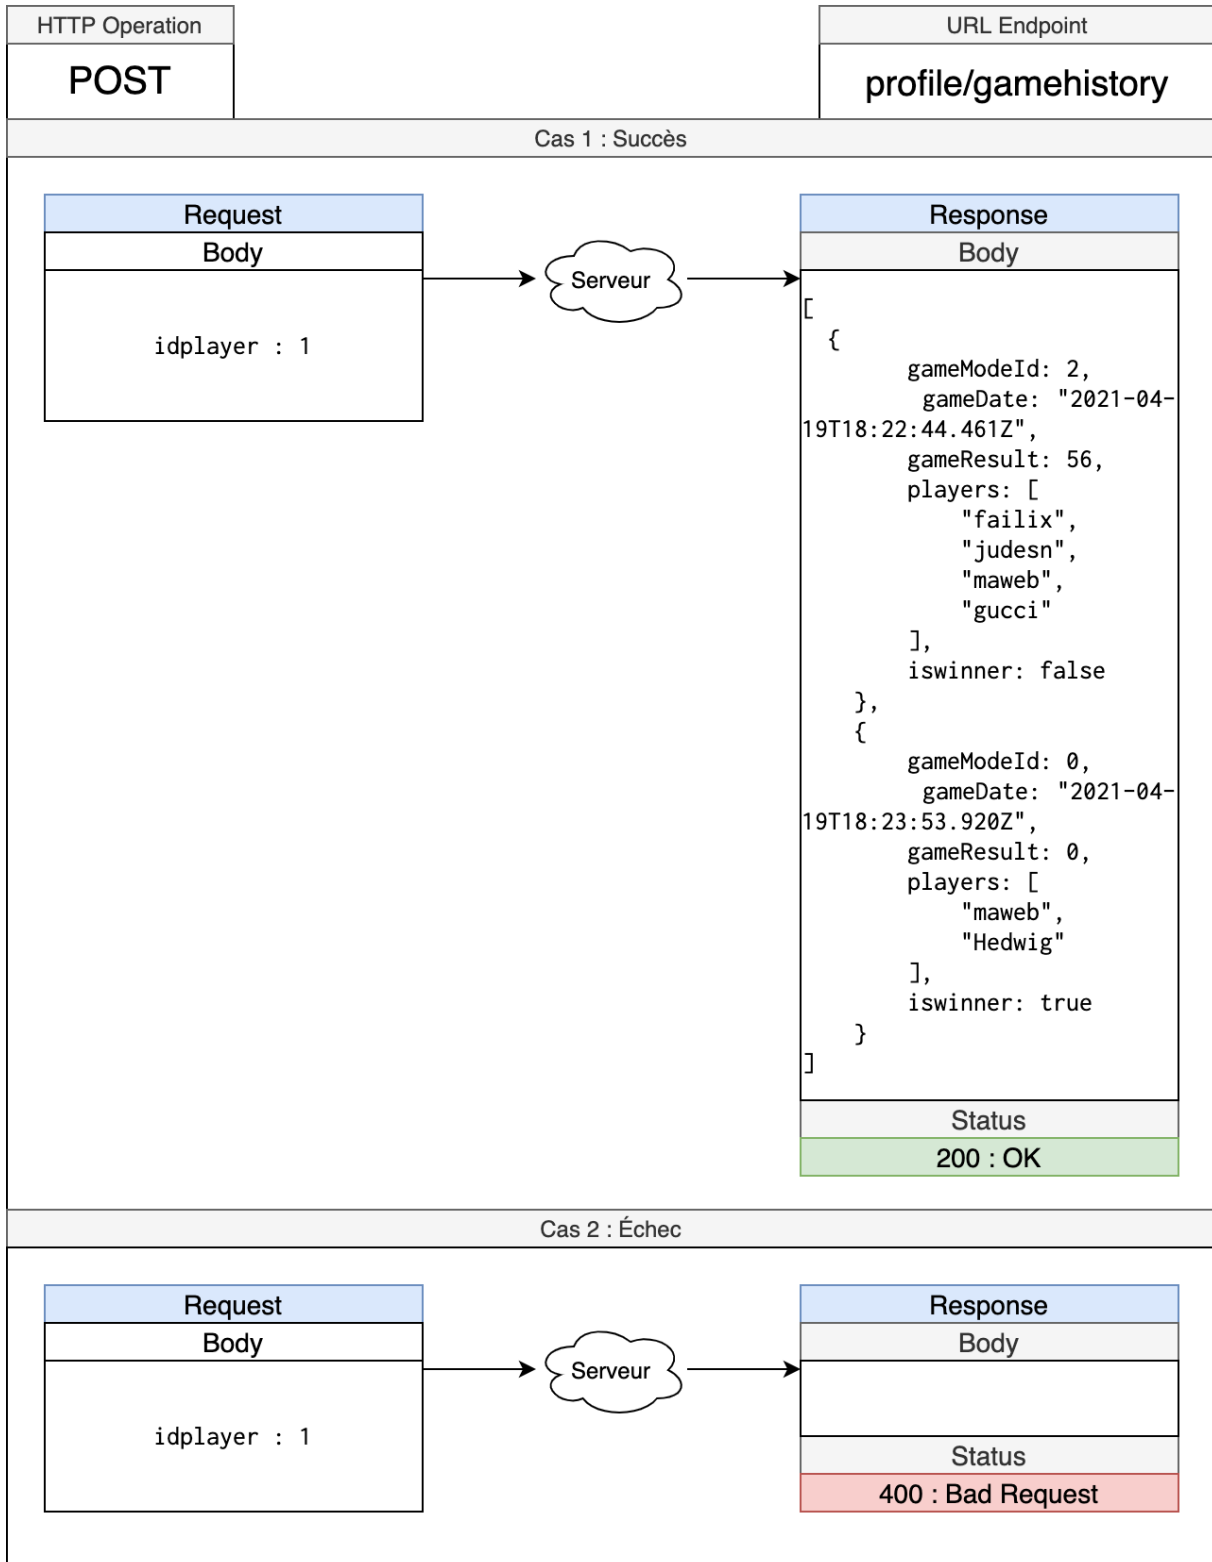 HTTP Operation
URL Endpoint
POST
profile/gamehistory
Cas 1 : Succès
Request
Body
idplayer : 1
Serveur
Response
Body
[
{
gameModeId: 2,
gameDate: "2021-04-
19T18:22:44.461Z",
gameResult: 56,
players: [
"failix",
"judesn",
"maweb",
"gucci"
],
iswinner: false
},
{
gameModeId: 0,
gameDate: "2021-04-
19T18:23:53.920Z",
gameResult: 0,
players: [
"maweb",
"Hedwig"
],
iswinner: true
}
]
Status
200 : OK
Cas 2 : Échec
Request
Body
idplayer : 1
Serveur
Response
Body
Status
400 : Bad Request